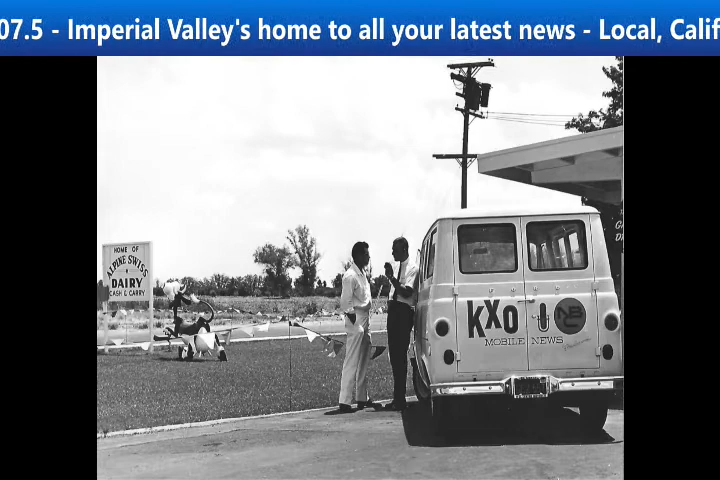 07.5 - Imperial Valley's home to all your latest news - Local, Calif
HOME OF
ALPINE SWISS
DAIRY
CASH & CARRY
FORD
KXO
NBC
MOBILE NEWS